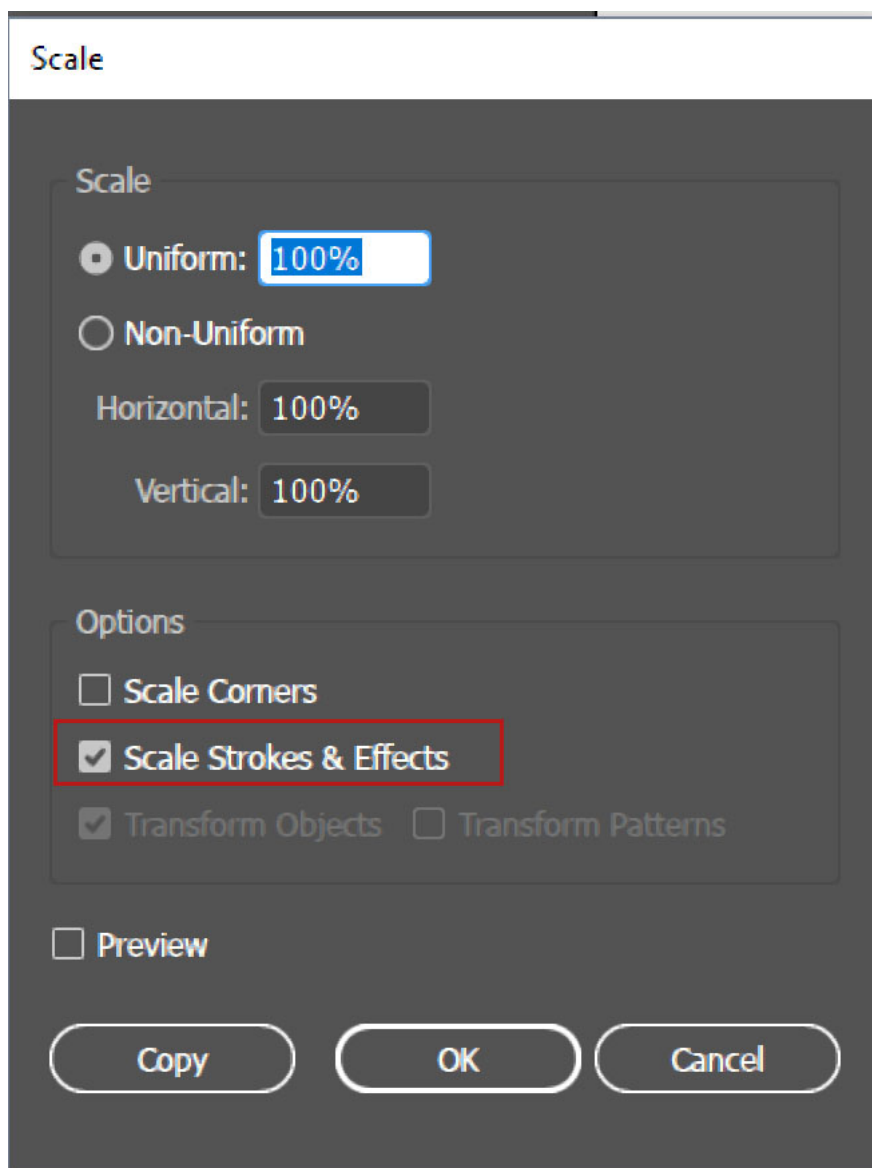 Scale
Scale
Uniform: 100%
Non-Uniform
Horizontal: 100%
Vertical: 100%
Options
Scale Corners
Scale Strokes & Effects
Transform Objects Transform Patterns
Preview
Copy OK Cancel